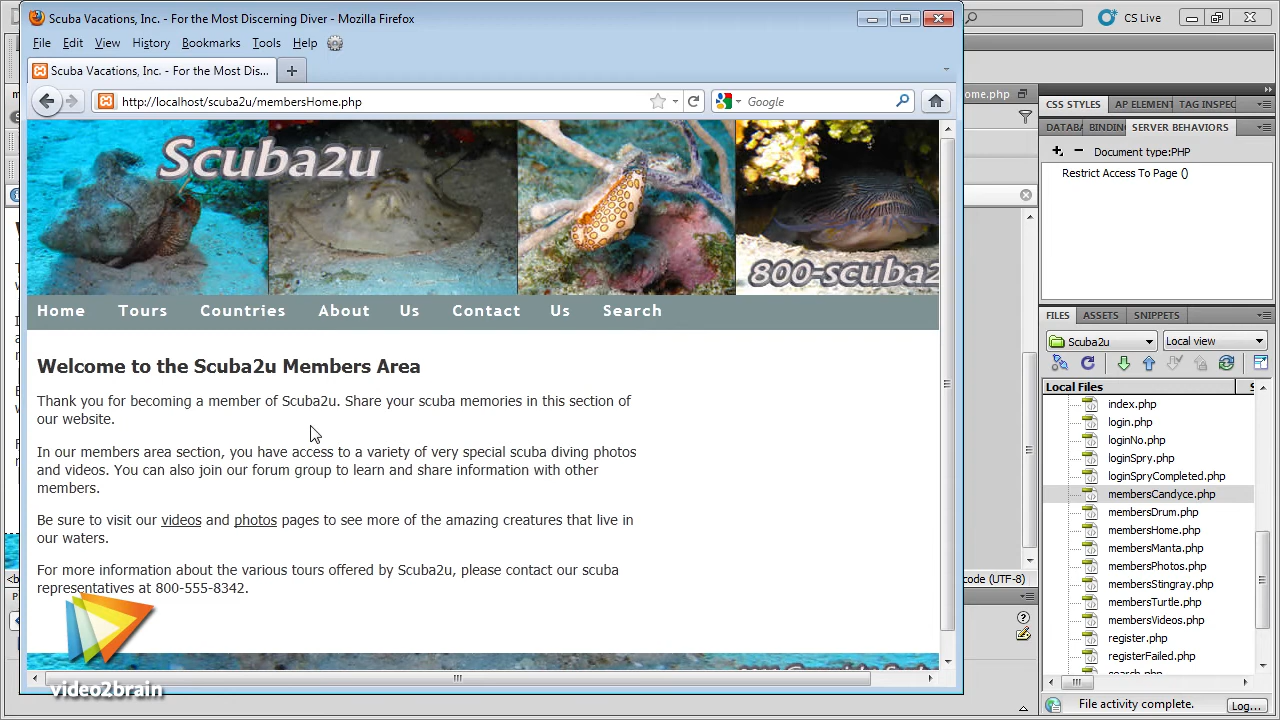 Scuba Vacations, Inc. - For the Most Discerning Diver - Mozilla Firefox
File Edit View History Bookmarks Tools Help
Scuba Vacations, Inc. - For the Most Dis...
http://localhost/scuba2u/membersHome.php
Google
Scuba2u
800-scuba2
Home Tours Countries About Us Contact Us Search
Welcome to the Scuba2u Members Area
Thank you for becoming a member of Scuba2u. Share your scuba memories in this section of
our website.
In our members area section, you have access to a variety of very special scuba diving photos
and videos. You can also join our forum group to learn and share information with other
members.
Be sure to visit our videos and photos pages to see more of the amazing creatures that live in
our waters.
For more information about the various tours offered by Scuba2u, please contact our scuba
representatives at 800-555-8342.
video2brain
CS Live
ome.php
CSS STYLES AP ELEMEN TAG INSPEC
DATABA BINDIN SERVER BEHAVIORS
Document type:PHP
Restrict Access To Page ()
FILES ASSETS SNIPPETS
Scuba2u Local view
Local Files S
index.php
login.php
loginNo.php
loginSpry.php
loginSpryCompleted.php
membersCandyce.php
membersDrum.php
membersHome.php
membersManta.php
membersPhotos.php
membersStingray.php
membersTurtle.php
membersVideos.php
register.php
registerFailed.php
search.php
code (UTF-8)
File activity complete. Log...